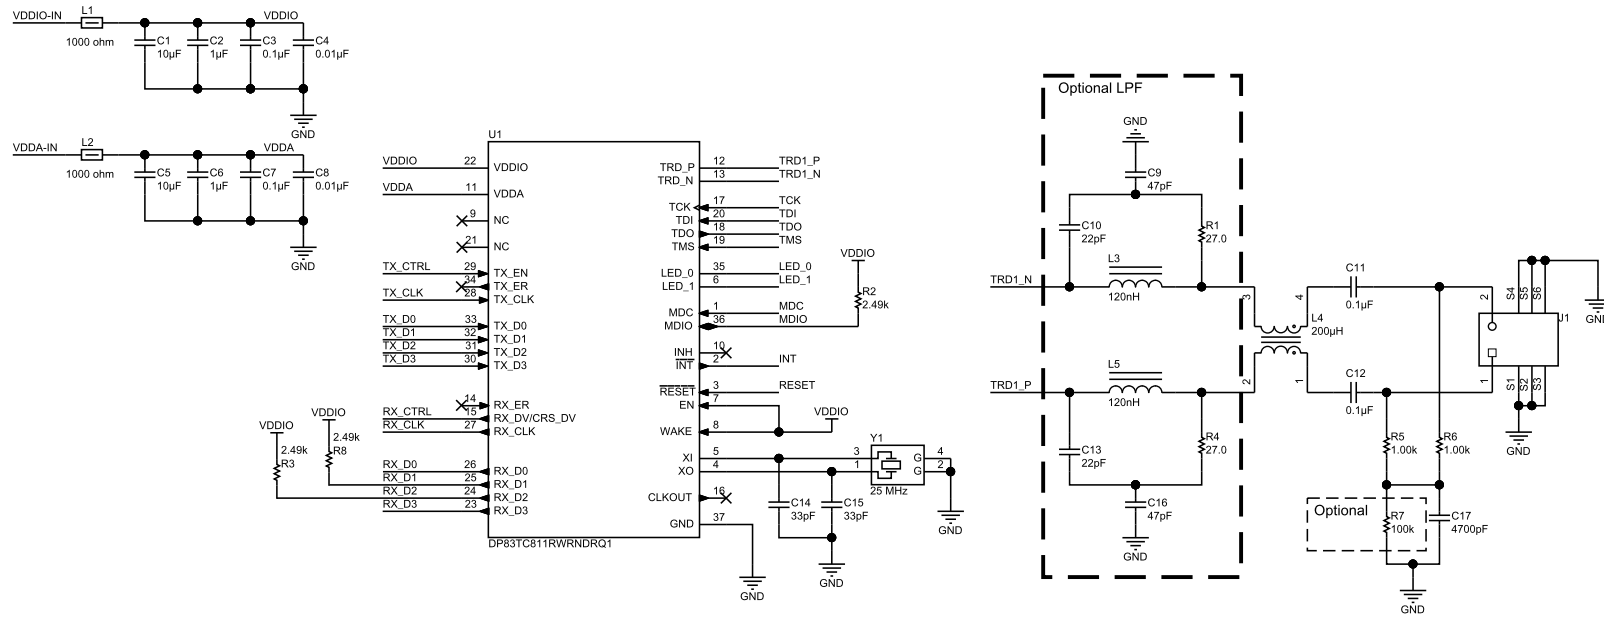 VDDIO-IN
L1
1000 ohm
VDDIO
C1
10µF
C2
1µF
C3
0.1µF
C4
0.01µF
GND
VDDA-IN
L2
1000 ohm
VDDA
C5
10µF
C6
1µF
C7
0.1µF
C8
0.01µF
GND
U1
VDDIO 22 VDDIO
VDDA 11 VDDA
9 NC
21 NC
TX_CTRL 29 TX_EN
34 TX_ER
TX_CLK 28 TX_CLK
TX_D0 33 TX_D0
TX_D1 32 TX_D1
TX_D2 31 TX_D2
TX_D3 30 TX_D3
14 RX_ER
RX_CTRL 15 RX_DV/CRS_DV
RX_CLK 27 RX_CLK
RX_D0 26 RX_D0
RX_D1 25 RX_D1
RX_D2 24 RX_D2
RX_D3 23 RX_D3
VDDIO
2.49k
R3
VDDIO
2.49k
R8
TRD_P 12 TRD1_P
TRD_N 13 TRD1_N
TCK 17 TCK
TDI 20 TDI
TDO 18 TDO
TMS 19 TMS
LED_0 35 LED_0
LED_1 6 LED_1
MDC 1 MDC
MDIO 36 MDIO
INH 10
INT 2 INT
RESET 3 RESET
EN 7
WAKE 8
XI 5
XO 4
CLKOUT 16
GND 37
DP83TC811RWRNDRQ1
VDDIO
R2
2.49k
VDDIO
Y1
3
1
G 4
G 2
25 MHz
C14
33pF
C15
33pF
GND
GND
GND
Optional LPF
GND
C9
47pF
C10
22pF
R1
27.0
TRD1_N
L3
120nH
TRD1_P
L5
120nH
C13
22pF
R4
27.0
C16
47pF
GND
3
4
L4
200µH
2
1
C11
0.1µF
C12
0.1µF
R5
1.00k
R6
1.00k
Optional
R7
100k
C17
4700pF
GND
2
1
S4
S5
S6
J1
S1
S2
S3
GND
GND